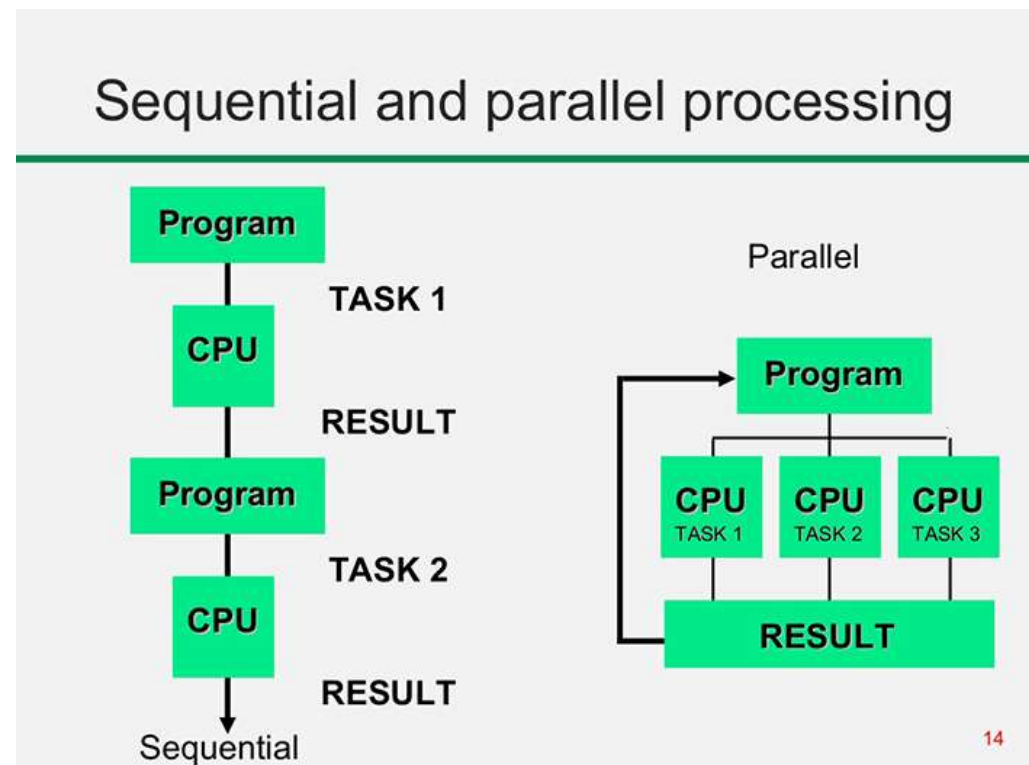 Sequential and parallel processing
Program
TASK 1
CPU
RESULT
Program
TASK 2
CPU
RESULT
Sequential
Parallel
Program
CPU CPU CPU
TASK 1 TASK 2 TASK 3
RESULT
14